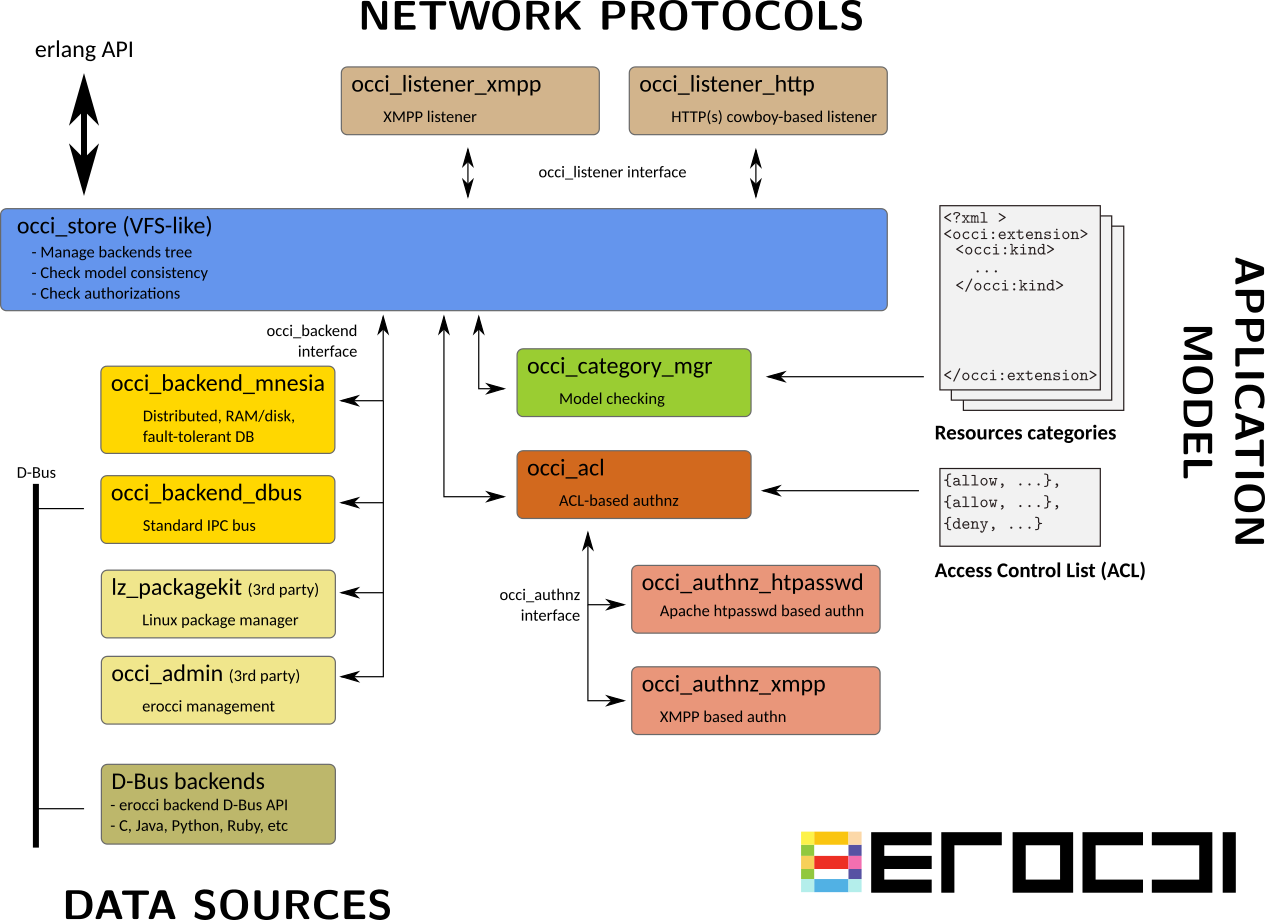 NETWORK PROTOCOLS
erlang API
occi_listener_xmpp
XMPP listener
occi_listener_http
HTTP(s) cowboy-based listener
occi_listener interface
occi_store (VFS-like)
- Manage backends tree
- Check model consistency
- Check authorizations
occi_backend
interface
occi_backend_mnesia
Distributed, RAM/disk,
fault-tolerant DB
D-Bus
occi_backend_dbus
Standard IPC bus
lz_packagekit (3rd party)
Linux package manager
occi_admin (3rd party)
erocci management
D-Bus backends
- erocci backend D-Bus API
- C, Java, Python, Ruby, etc
DATA SOURCES
occi_category_mgr
Model checking
occi_acl
ACL-based authnz
occi_authnz
interface
occi_authnz_htpasswd
Apache htpasswd based authn
occi_authnz_xmpp
XMPP based authn
<?xml >
<occi:extension>
<occi:kind>
...
</occi:kind>
</occi:extension>
Resources categories
{allow, ...},
{allow, ...},
{deny, ...}
Access Control List (ACL)
APPLICATION
MODEL
erocci